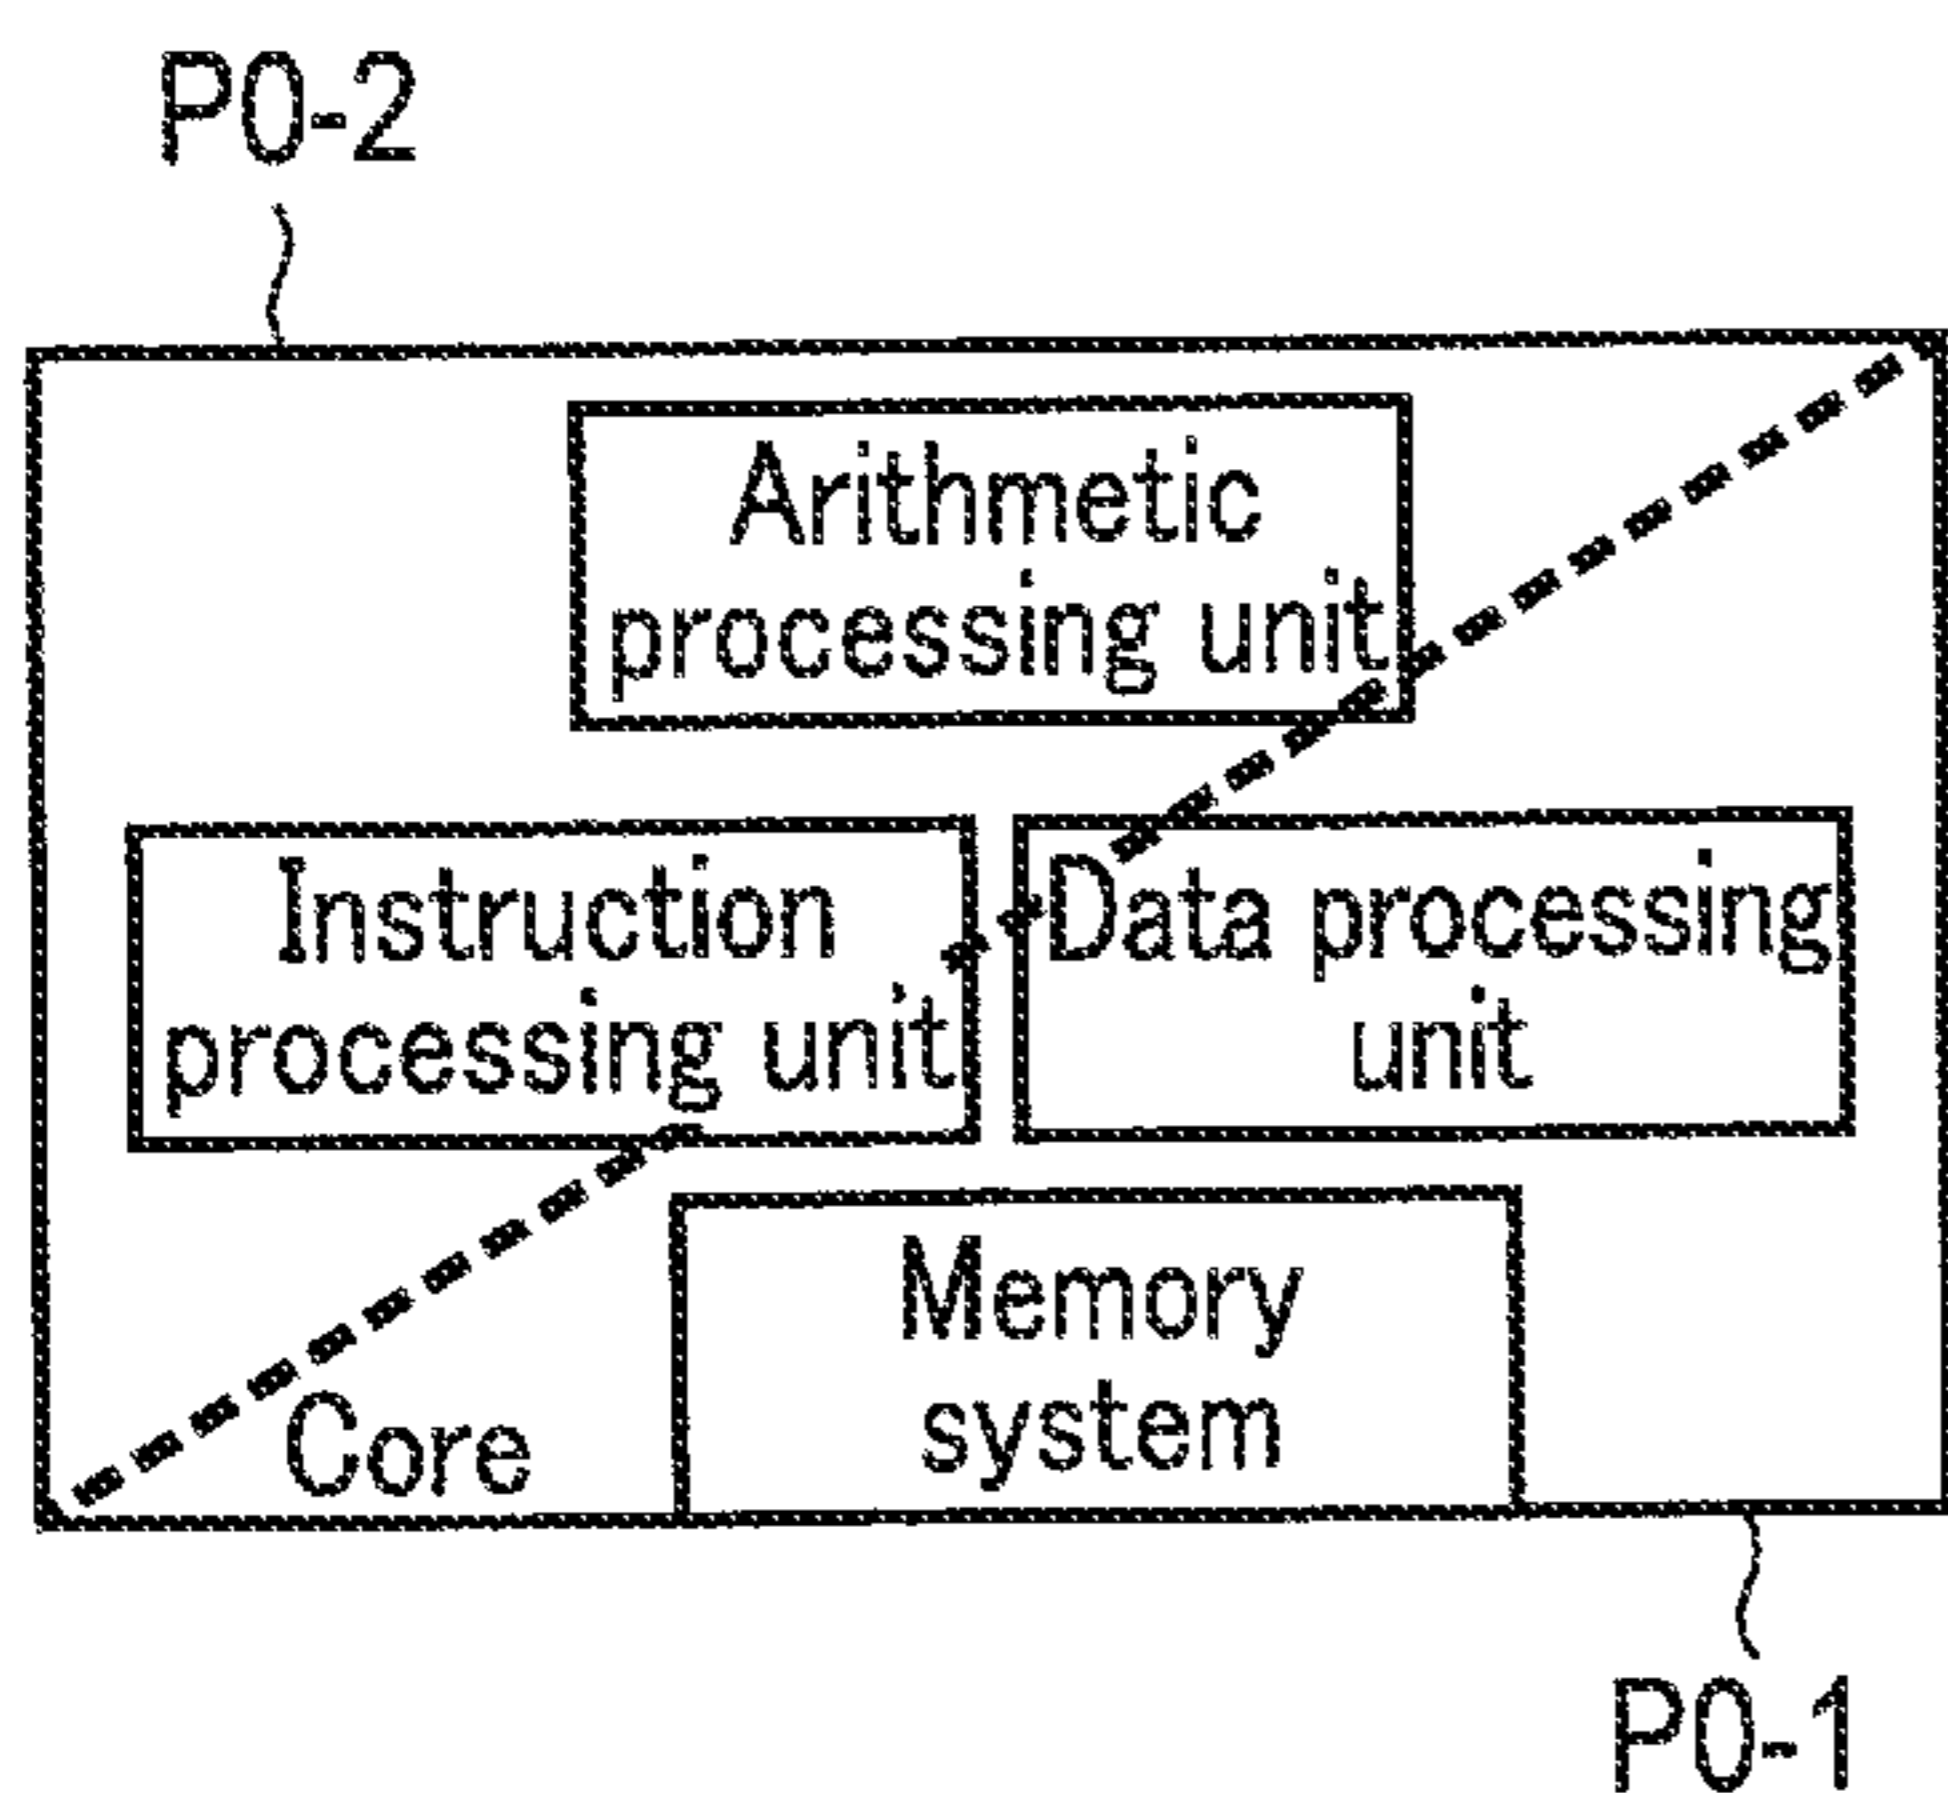 P0-2
Arithmetic
processing unit
Instruction
processing unit
Data processing
unit
Memory
system
Core
P0-1